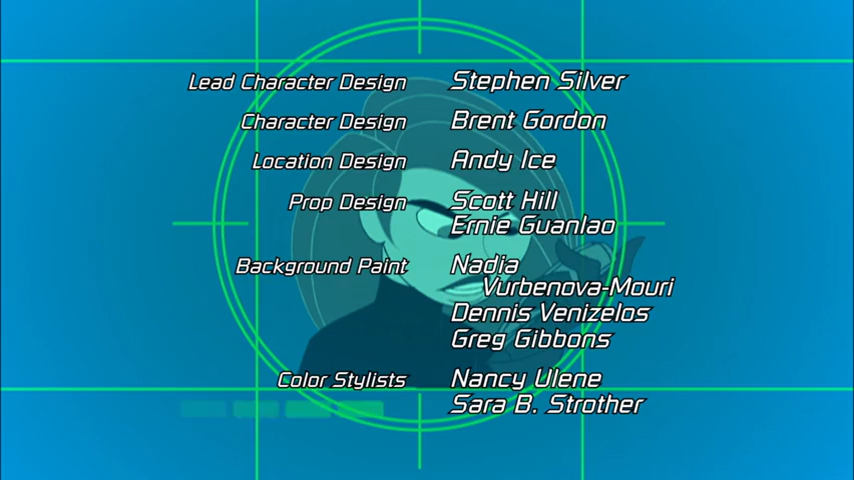 Lead Character Design Stephen Silver
Character Design Brent Gordon
Location Design Andy Ice
Prop Design Scott Hill
Ernie Guanlao
Background Paint Nadia
Vurbenova-Mouri
Dennis Venizelos
Greg Gibbons
Color Stylists Nancy Ulene
Sara B. Strother